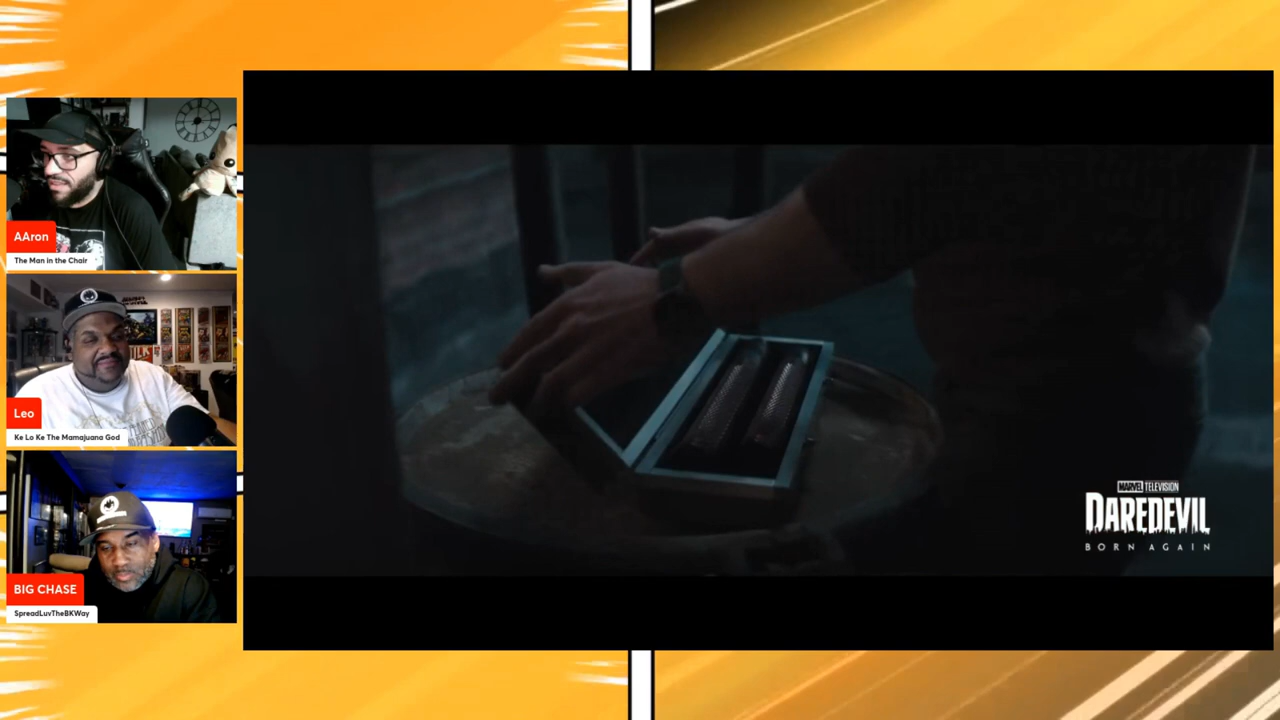 AAron
The Man in the Chair
Leo
Ke Lo Ke The Mamajuana God
BIG CHASE
SpreadLuvTheBKWay
MARVEL TELEVISION
DAREDEVIL
BORN AGAIN